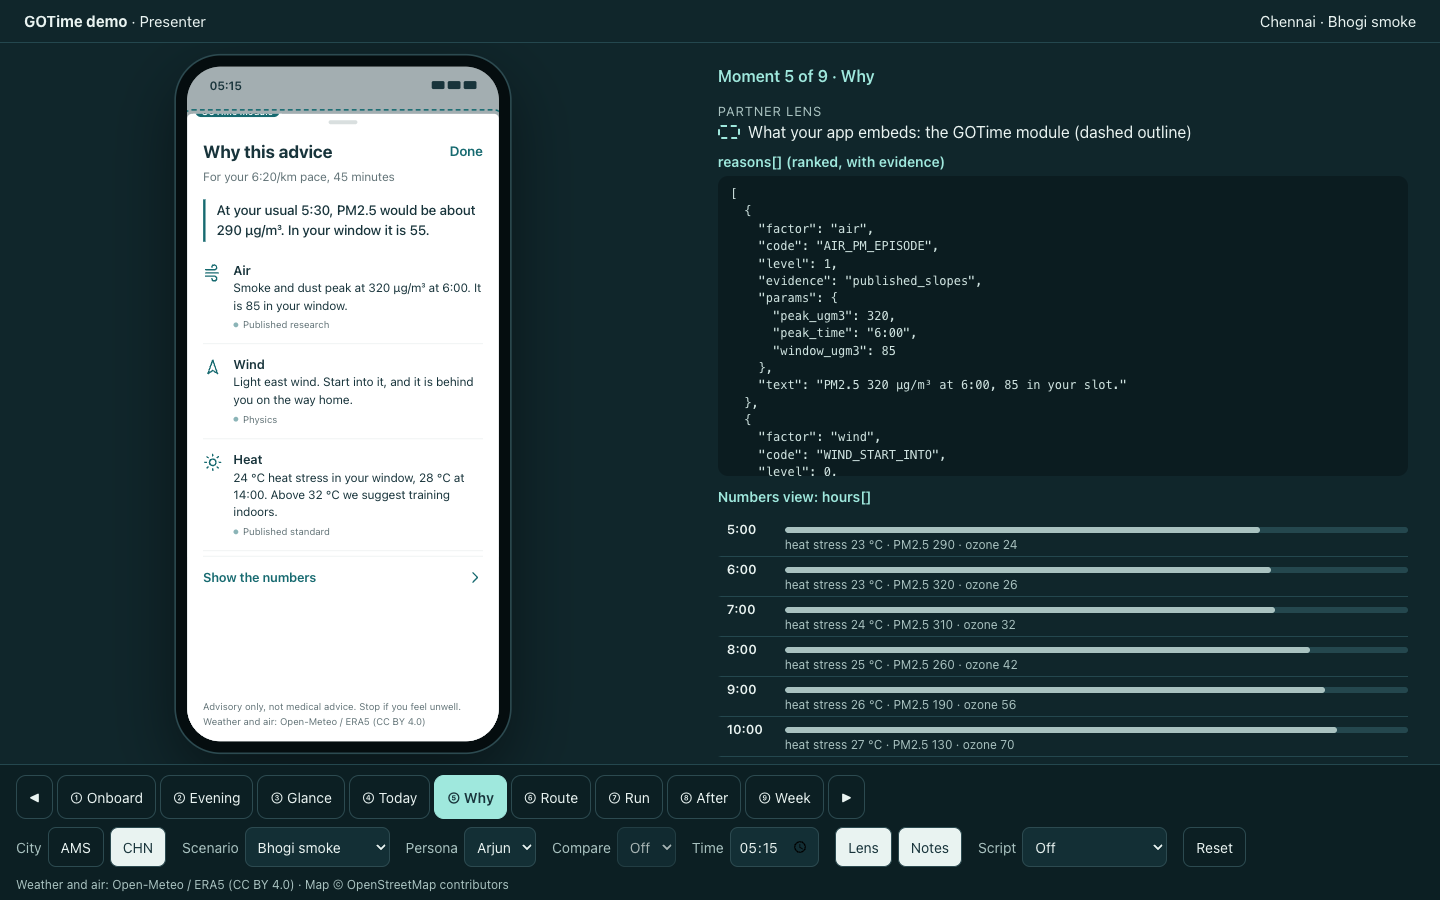 GOTime demo · Presenter
Chennai · Bhogi smoke
05:15
Why this advice
Done
For your 6:20/km pace, 45 minutes
At your usual 5:30, PM2.5 would be about
290 µg/m³. In your window it is 55.
Air
Smoke and dust peak at 320 µg/m³ at 6:00. It
is 85 in your window.
Published research
Wind
Light east wind. Start into it, and it is behind
you on the way home.
Physics
Heat
24 °C heat stress in your window, 28 °C at
14:00. Above 32 °C we suggest training
indoors.
Published standard
Show the numbers
Advisory only, not medical advice. Stop if you feel unwell.
Weather and air: Open-Meteo / ERA5 (CC BY 4.0)
Moment 5 of 9 · Why
PARTNER LENS
What your app embeds: the GOTime module (dashed outline)
reasons[] (ranked, with evidence)
[
{
"factor": "air",
"code": "AIR_PM_EPISODE",
"level": 1,
"evidence": "published_slopes",
"params": {
"peak_ugm3": 320,
"peak_time": "6:00",
"window_ugm3": 85
},
"text": "PM2.5 320 µg/m³ at 6:00, 85 in your slot."
},
{
"factor": "wind",
"code": "WIND_START_INTO",
"level": 0,
Numbers view: hours[]
5:00
heat stress 23 °C · PM2.5 290 · ozone 24
6:00
heat stress 23 °C · PM2.5 320 · ozone 26
7:00
heat stress 24 °C · PM2.5 310 · ozone 32
8:00
heat stress 25 °C · PM2.5 260 · ozone 42
9:00
heat stress 26 °C · PM2.5 190 · ozone 56
10:00
heat stress 27 °C · PM2.5 130 · ozone 70
◀ ① Onboard ② Evening ③ Glance ④ Today ⑤ Why ⑥ Route ⑦ Run ⑧ After ⑨ Week ▶
City AMS CHN Scenario Bhogi smoke Persona Arjun Compare Off Time 05:15 Lens Notes Script Off Reset
Weather and air: Open-Meteo / ERA5 (CC BY 4.0) · Map © OpenStreetMap contributors